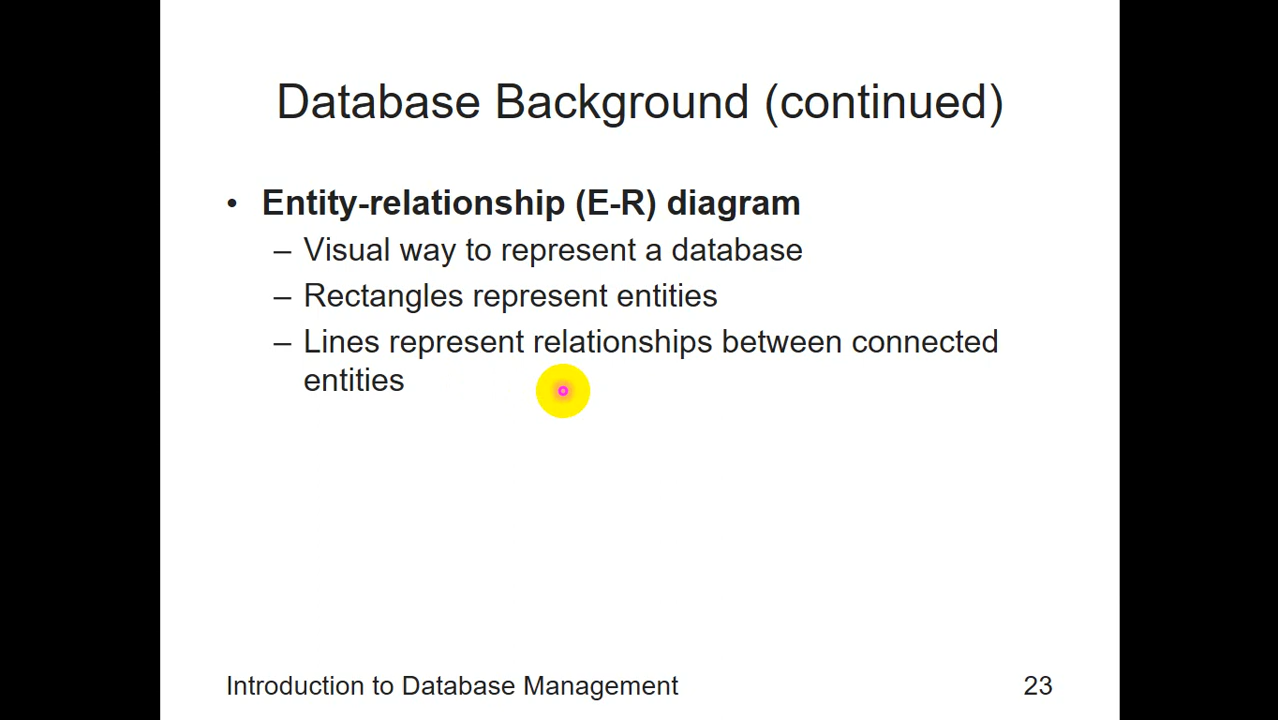 Database Background (continued)
• Entity-relationship (E-R) diagram
– Visual way to represent a database
– Rectangles represent entities
– Lines represent relationships between connected
entities
Introduction to Database Management 23